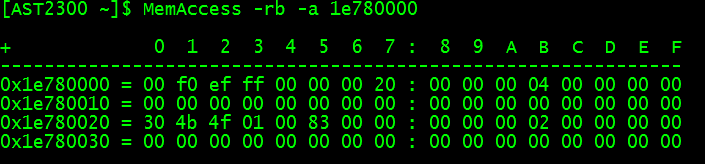 [AST2300 ~]$ MemAccess -rb -a 1e780000
+ 0 1 2 3 4 5 6 7 : 8 9 A B C D E F
--------------------------------------------------------------------
0x1e780000 = 00 f0 ef ff 00 00 00 20 : 00 00 00 04 00 00 00 00
0x1e780010 = 00 00 00 00 00 00 00 00 : 00 00 00 00 00 00 00 00
0x1e780020 = 30 4b 4f 01 00 83 00 00 : 00 00 00 02 00 00 00 00
0x1e780030 = 00 00 00 00 00 00 00 00 : 00 00 00 00 00 00 00 00